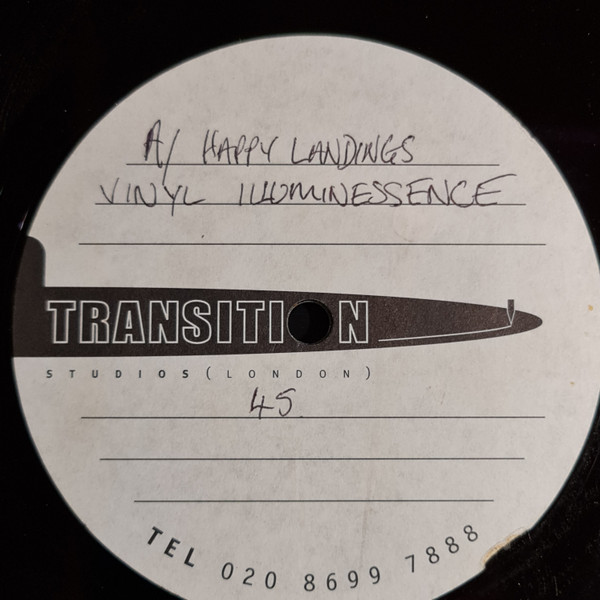 A/ HAPPY LANDINGS
VINYL ILLUMINESSENCE
TRANSITION
STUDIOS (LONDON)
45
TEL 020 8699 7888